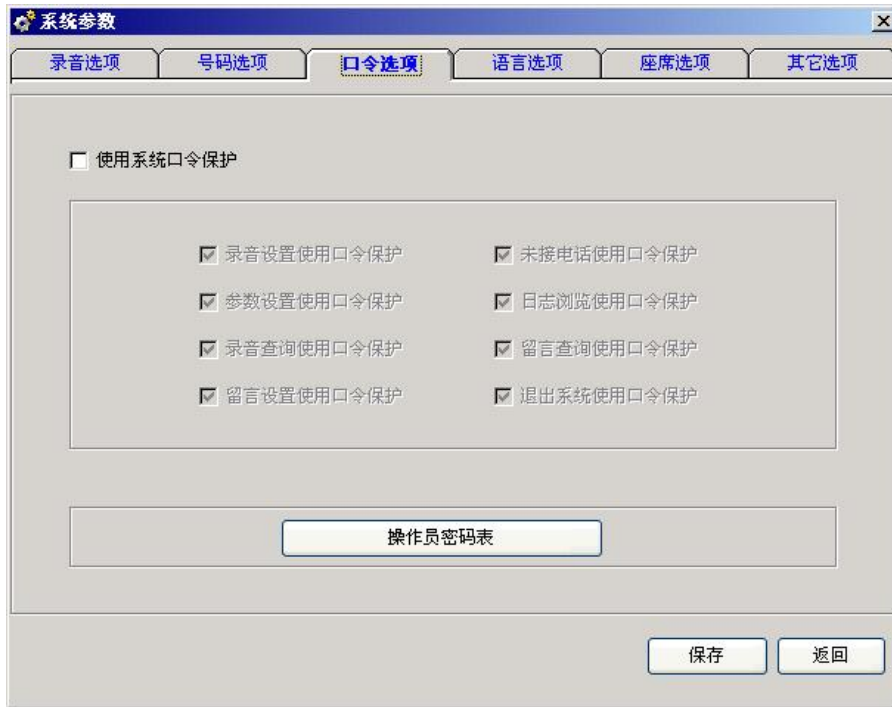 系统参数
录音选项 号码选项 口令选项 语言选项 座席选项 其它选项
使用系统口令保护
录音设置使用口令保护 未接电话使用口令保护
参数设置使用口令保护 日志浏览使用口令保护
录音查询使用口令保护 留言查询使用口令保护
留言设置使用口令保护 退出系统使用口令保护
操作员密码表
保存 返回